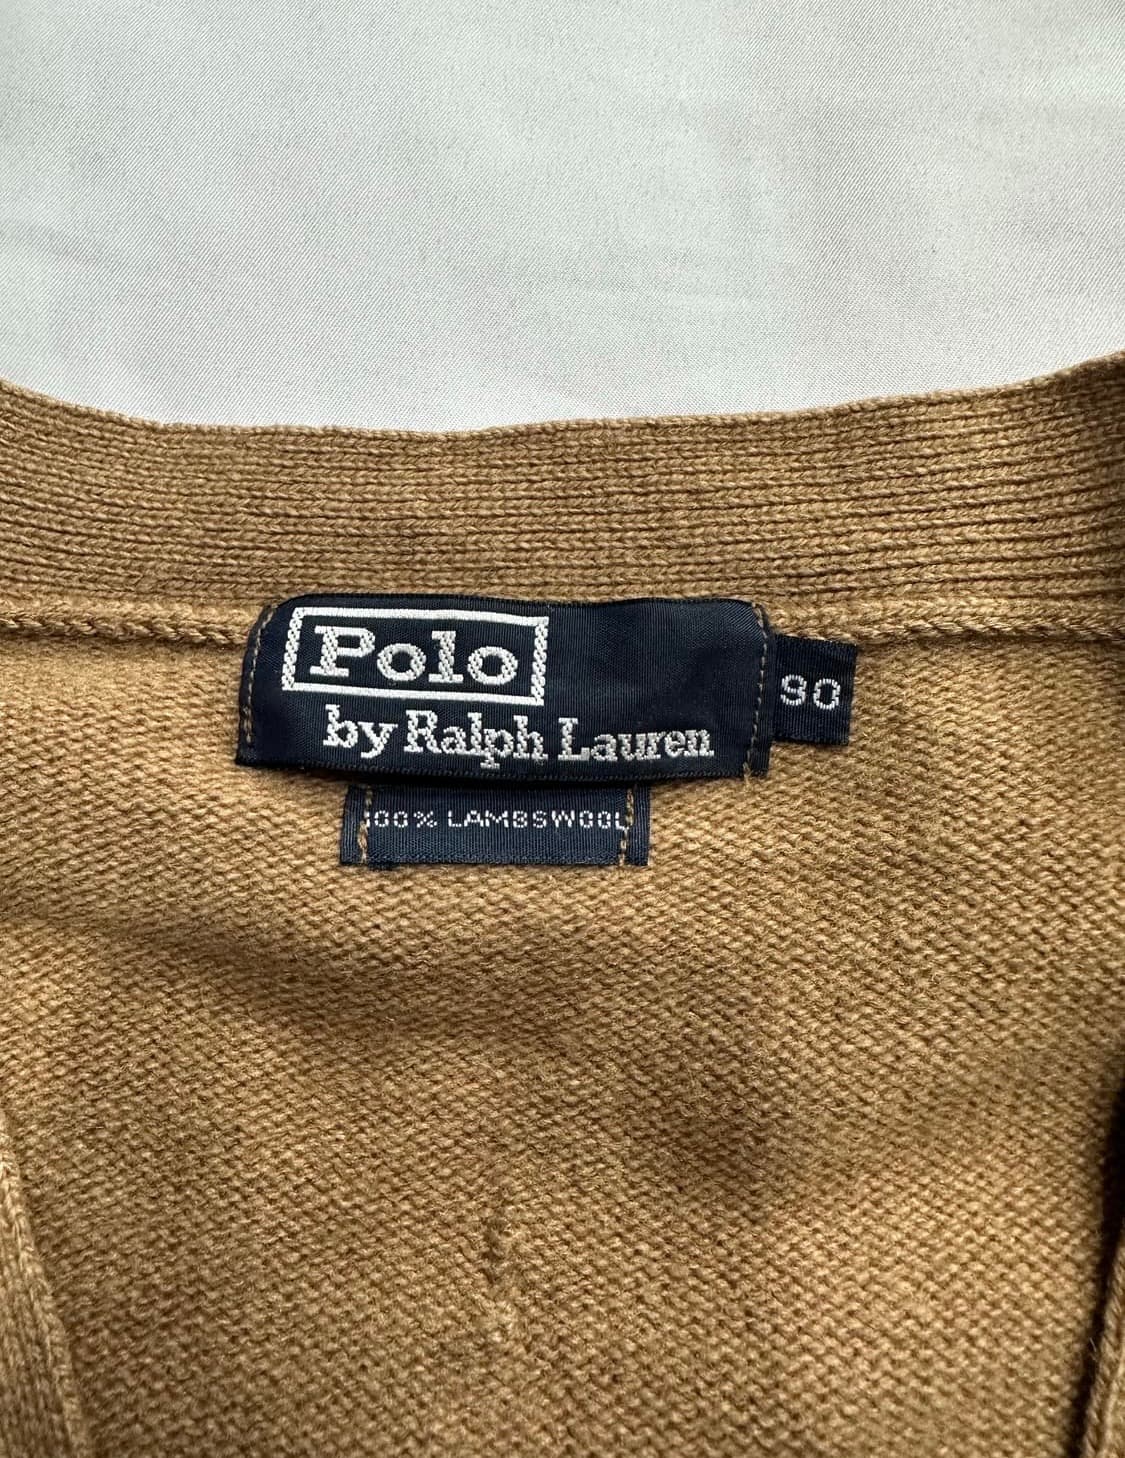 Polo
by Ralph Lauren
90
100% LAMBSWOOL